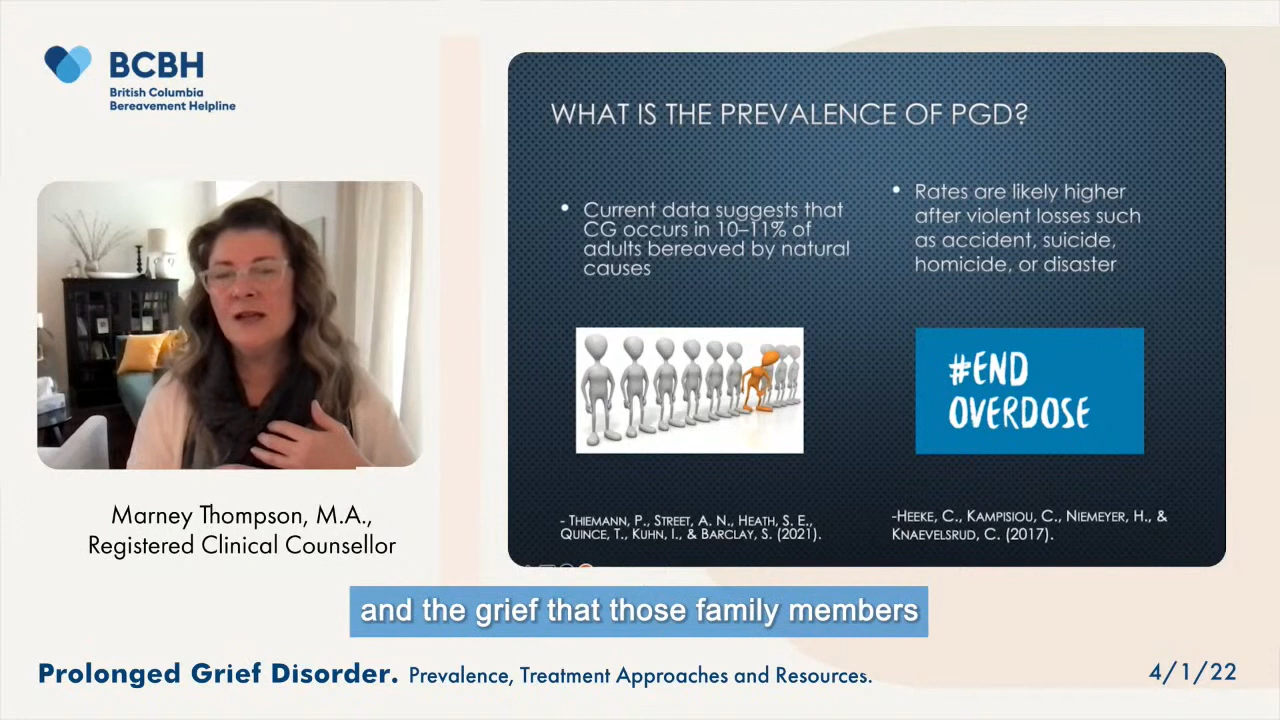 BCBH
British Columbia
Bereavement Helpline
Marney Thompson, M.A.,
Registered Clinical Counsellor
WHAT IS THE PREVALENCE OF PGD?
• Current data suggests that
CG occurs in 10–11% of
adults bereaved by natural
causes
- THIEMANN, P., STREET, A. N., HEATH, S. E.,
QUINCE, T., KUHN, I., & BARCLAY, S. (2021).
• Rates are likely higher
after violent losses such
as accident, suicide,
homicide, or disaster
#END
OVERDOSE
-HEEKE, C., KAMPISIOU, C., NIEMEYER, H., &
KNAEVELSRUD, C. (2017).
and the grief that those family members
Prolonged Grief Disorder. Prevalence, Treatment Approaches and Resources.
4/1/22